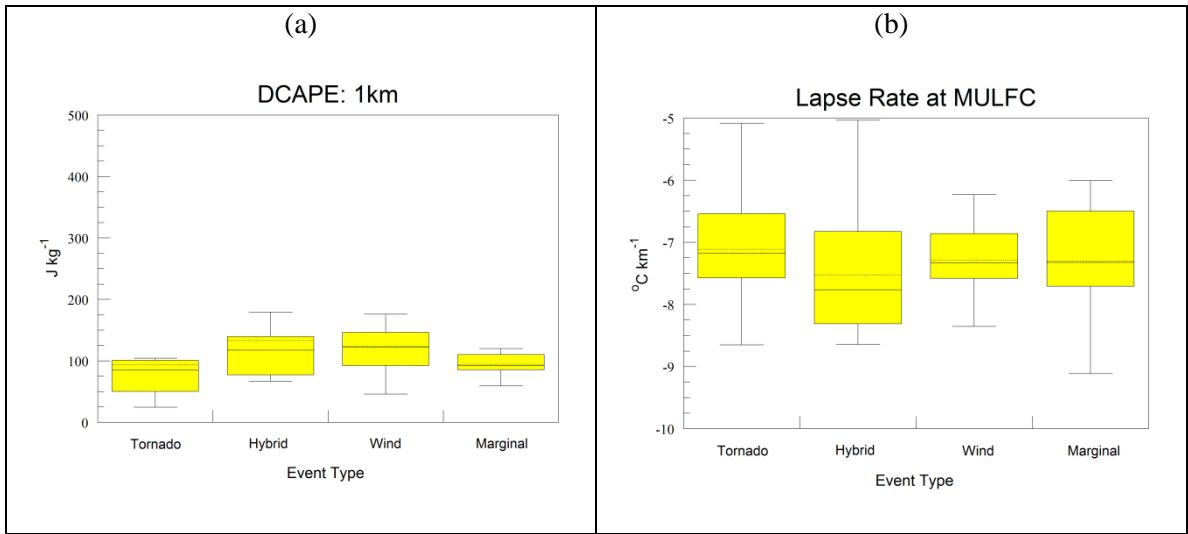 (a)
DCAPE: 1km
500
400
300
200
100
0
J kg-1
Tornado Hybrid Wind Marginal
Event Type
(b)
Lapse Rate at MULFC
-5
-6
-7
-8
-9
-10
oC km-1
Tornado Hybrid Wind Marginal
Event Type